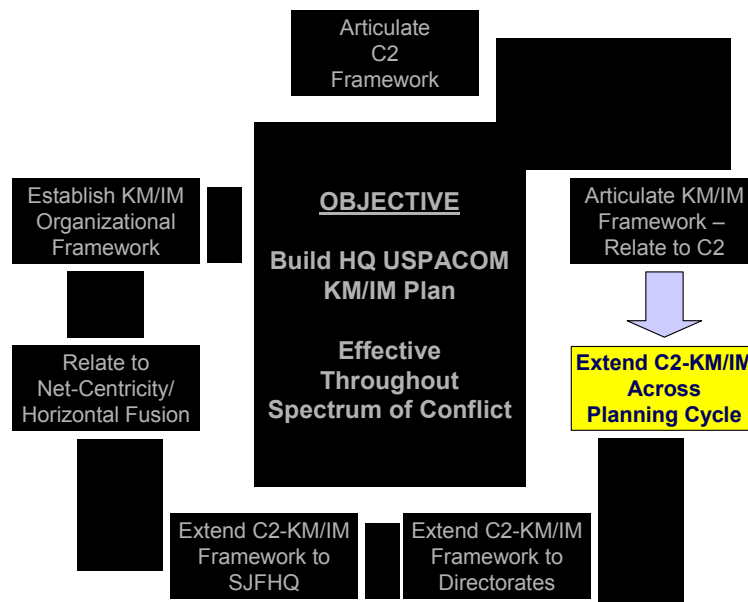 Articulate
C2
Framework
Establish KM/IM
Organizational
Framework
OBJECTIVE
Build HQ USPACOM
KM/IM Plan
Effective
Throughout
Spectrum of Conflict
Articulate KM/IM
Framework –
Relate to C2
Relate to
Net-Centricity/
Horizontal Fusion
Extend C2-KM/IM
Across
Planning Cycle
Extend C2-KM/IM
Framework to
SJFHQ
Extend C2-KM/IM
Framework to
Directorates